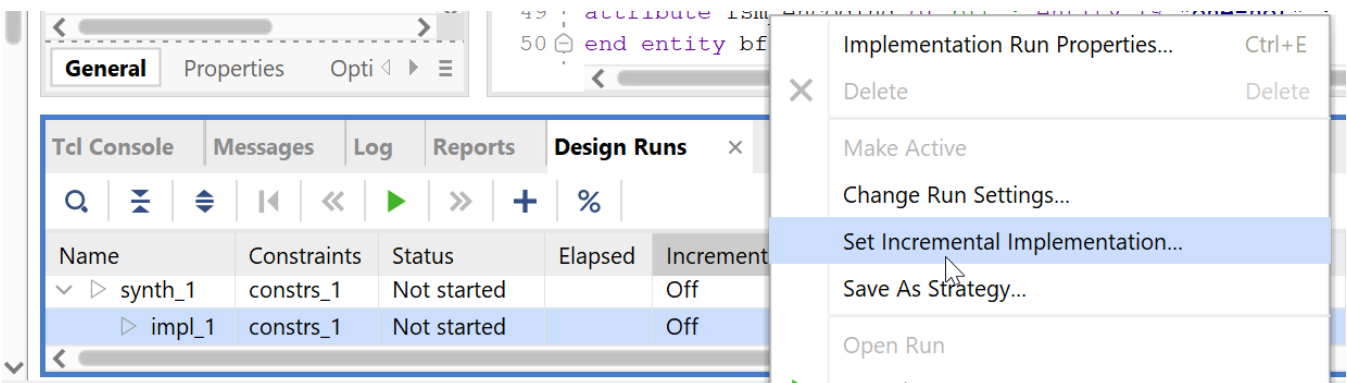 49 attribute fsm_encoding
50 end entity bf
General Properties Opti
Implementation Run Properties... Ctrl+E
Delete Delete
Make Active
Change Run Settings...
Set Incremental Implementation...
Save As Strategy...
Open Run
Tcl Console Messages Log Reports Design Runs
%
Name Constraints Status Elapsed Increment
synth_1 constrs_1 Not started Off
impl_1 constrs_1 Not started Off